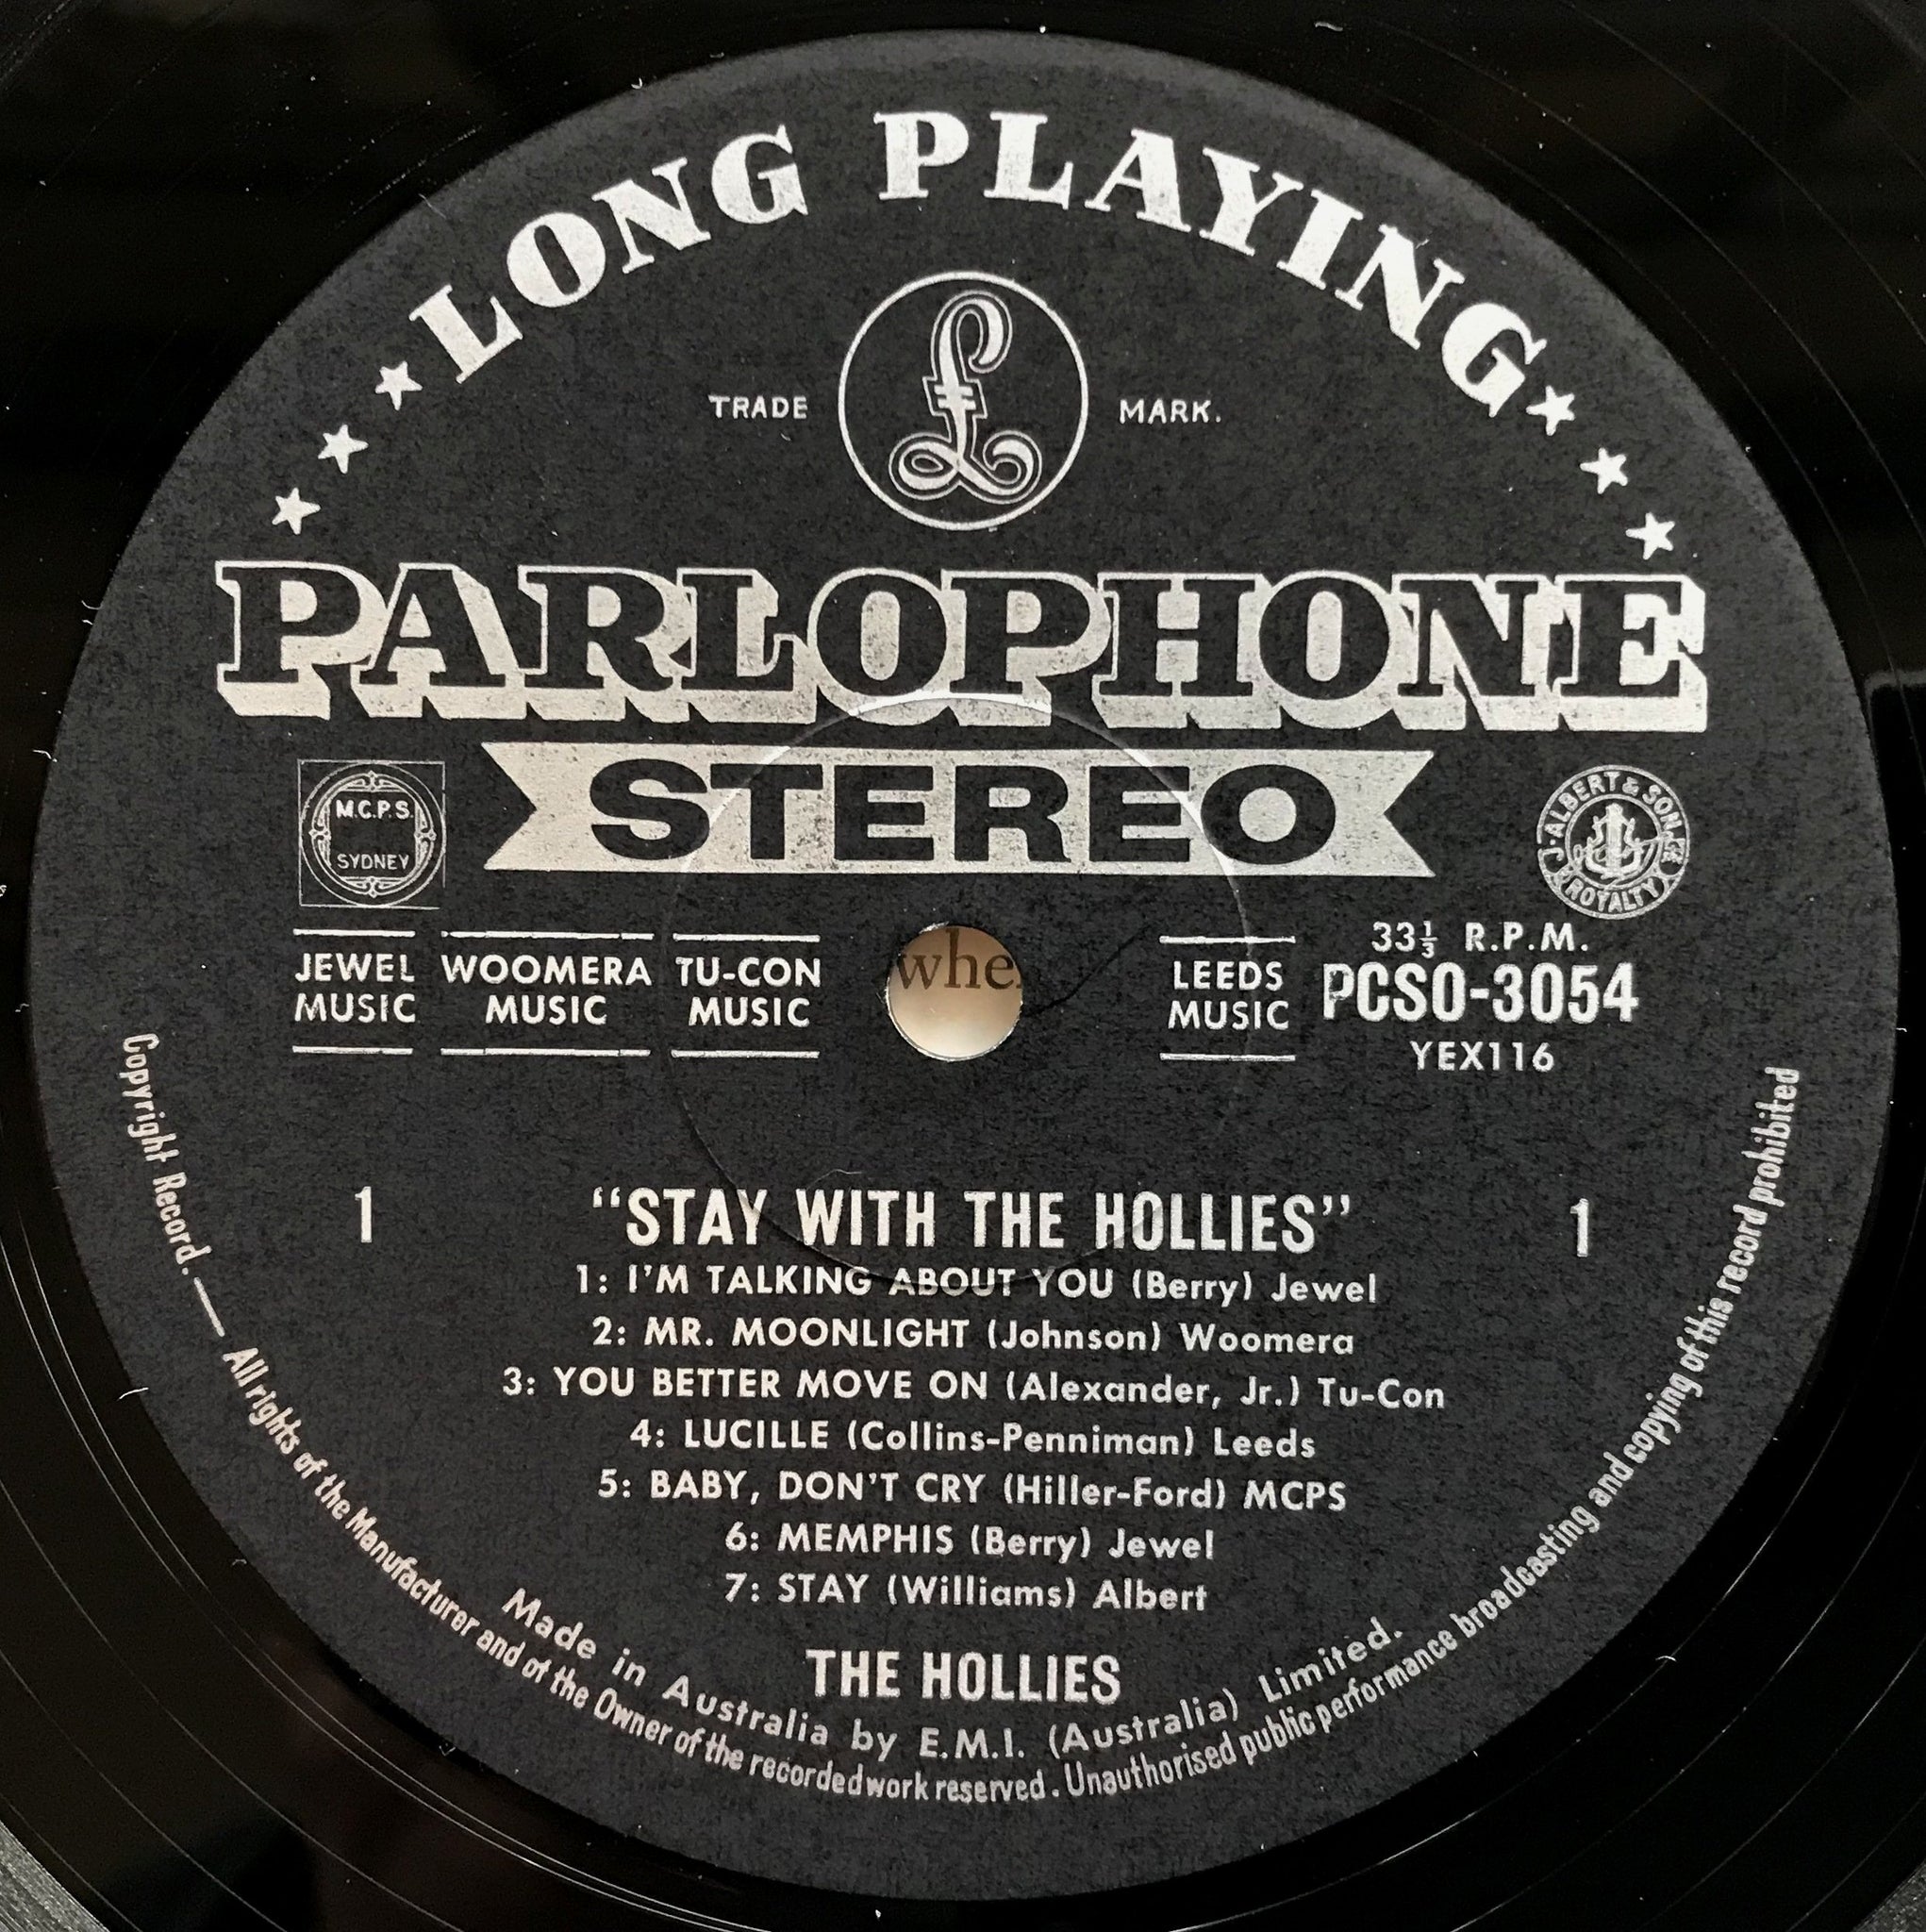 LONG PLAYING
TRADE £ MARK.
PARLOPHONE
STEREO
M.C.P.S.
SYDNEY
J. ALBERT & SON
ROYALTY
JEWEL
MUSIC
WOOMERA
MUSIC
TU-CON
MUSIC
whe
LEEDS
MUSIC
33⅓ R.P.M.
PCSO-3054
YEX116
1 "STAY WITH THE HOLLIES" 1
1: I'M TALKING ABOUT YOU (Berry) Jewel
2: MR. MOONLIGHT (Johnson) Woomera
3: YOU BETTER MOVE ON (Alexander, Jr.) Tu-Con
4: LUCILLE (Collins-Penniman) Leeds
5: BABY, DON'T CRY (Hiller-Ford) MCPS
6: MEMPHIS (Berry) Jewel
7: STAY (Williams) Albert
THE HOLLIES
Made in Australia by E.M.I. (Australia) Limited.
Copyright Record. — All rights of the Manufacturer and of the Owner of the recorded work reserved. Unauthorised public performance broadcasting and copying of this record prohibited